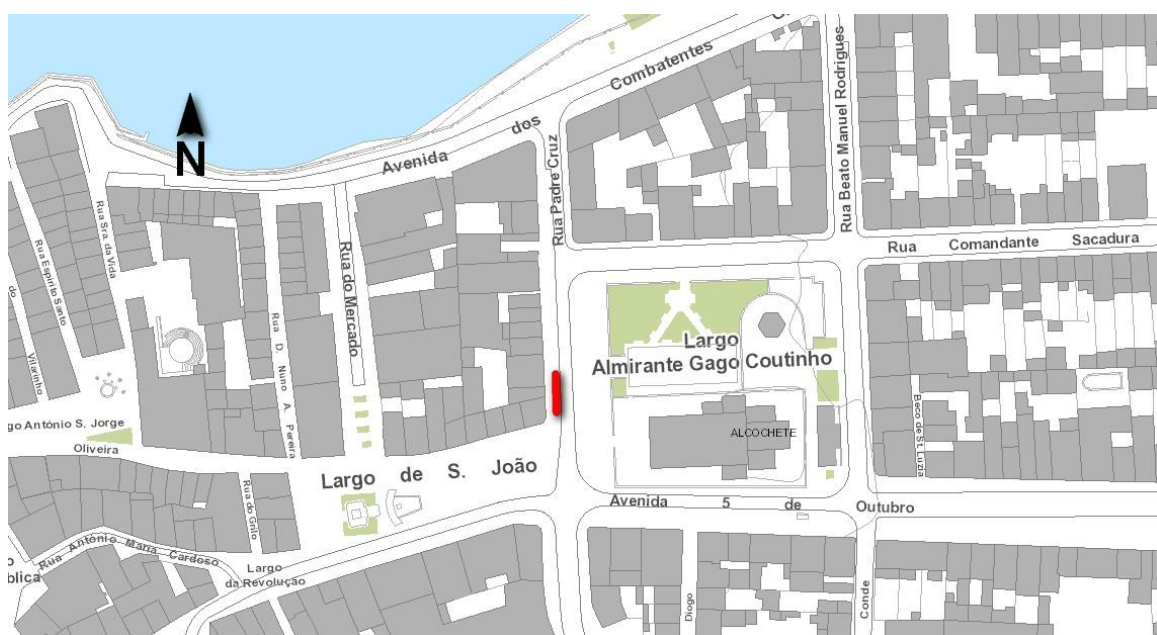 Combatentes
dos
Avenida
N
Rua Padre Cruz
Rua Beato Manuel Rodrigues
Rua Comandante Sacadura
Rua Sra da Vida
Rua Espirito Santo
do
Vilarinho
Rua D. Nuno A. Pereira
Rua do Mercado
Largo
Almirante Gago Coutinho
ALCOCHETE
Beco de St Luzia
go António S. Jorge
Oliveira
Largo de S. João
Rua do Grilo
Avenida 5 de Outubro
Rua António Maria Cardoso
Largo
da Revolução
o
blica
Diogo
Conde